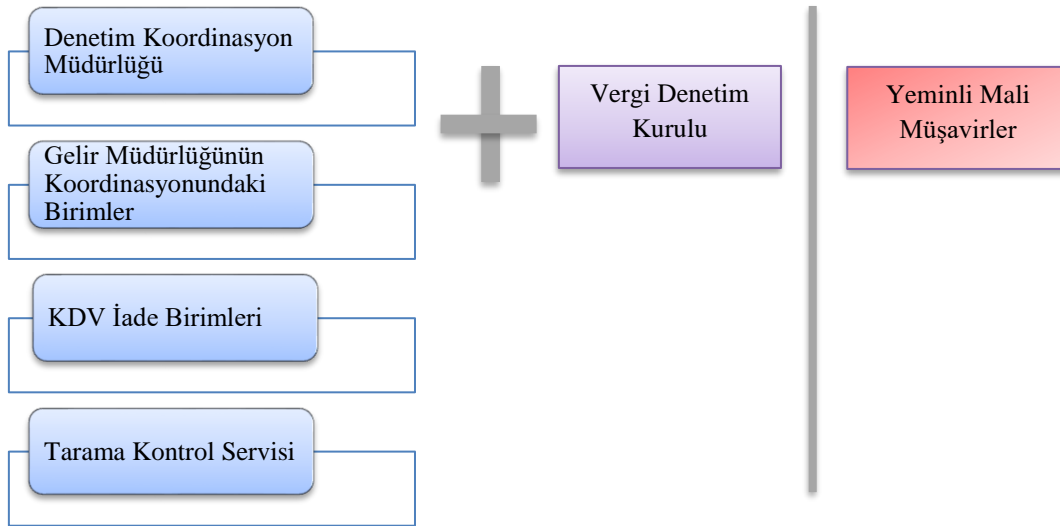 Denetim Koordinasyon
Müdürlüğü
Gelir Müdürlüğünün
Koordinasyonundaki
Birimler
KDV İade Birimleri
Tarama Kontrol Servisi
Vergi Denetim
Kurulu
Yeminli Mali
Müşavirler